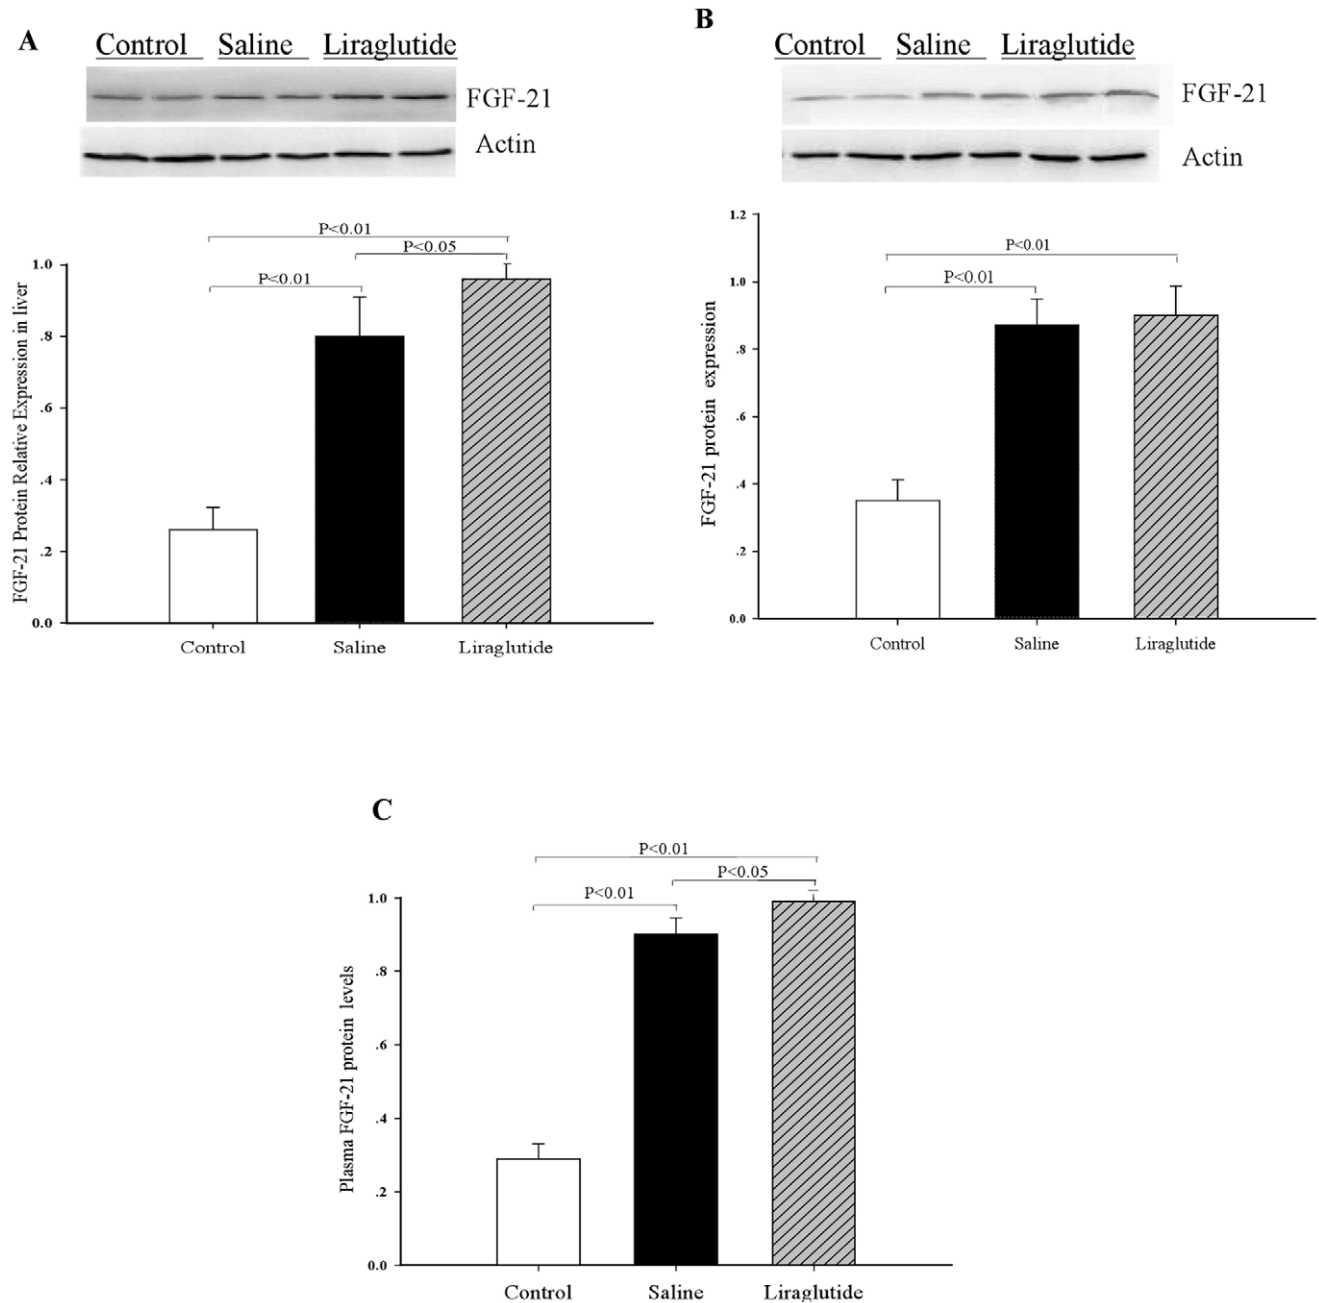 A
Control Saline Liraglutide
FGF-21
Actin
P<0.01
P<0.05
P<0.01
FGF-21 Protein Relative Expression in liver
1.0
.8
.6
.4
.2
0.0
Control Saline Liraglutide
B
Control Saline Liraglutide
FGF-21
Actin
P<0.01
P<0.01
FGF-21 protein expression
1.2
1.0
.8
.6
.4
.2
0.0
Control Saline Liraglutide
C
P<0.01
P<0.05
P<0.01
Plasma FGF-21 protein levels
1.0
.8
.6
.4
.2
0.0
Control Saline Liraglutide